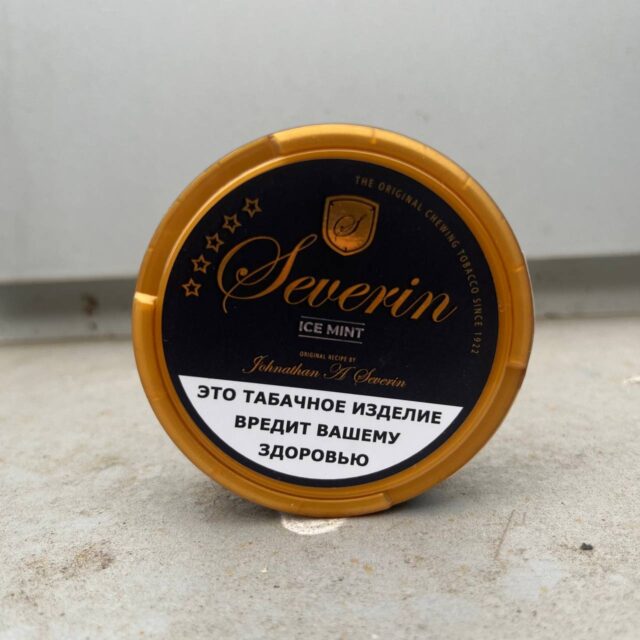 THE ORIGINAL CHEWING TOBACCO SINCE 1922
S
Severin
ICE MINT
ORIGINAL RECIPE BY
Johnathan A Severin
ЭТО ТАБАЧНОЕ ИЗДЕЛИЕ
ВРЕДИТ ВАШЕМУ
ЗДОРОВЬЮ